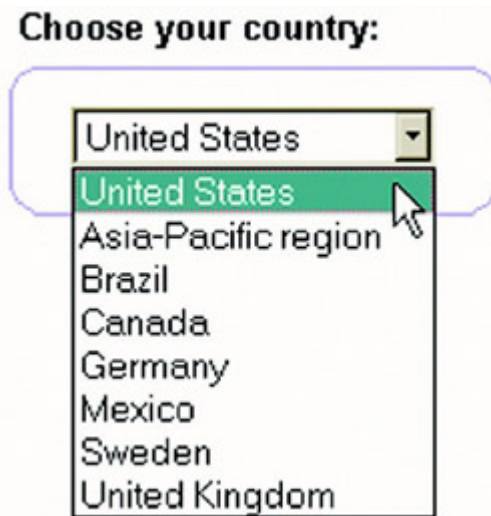 Choose your country:
United States
United States
Asia-Pacific region
Brazil
Canada
Germany
Mexico
Sweden
United Kingdom